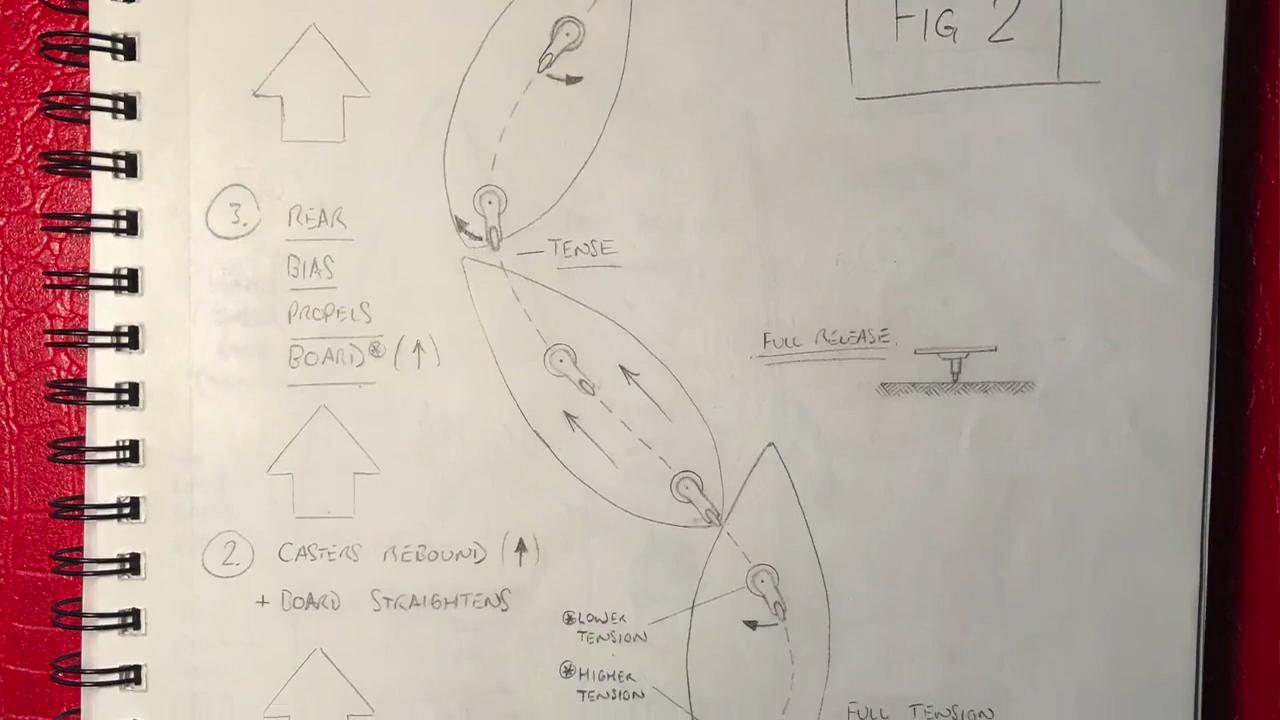 FIG 2
3. REAR
BIAS
PROPELS
BOARD* (↑)
TENSE
FULL RELEASE
2. CASTERS REBOUND (↑)
+ BOARD STRAIGHTENS
*LOWER
TENSION
*HIGHER
TENSION
FULL TENSION